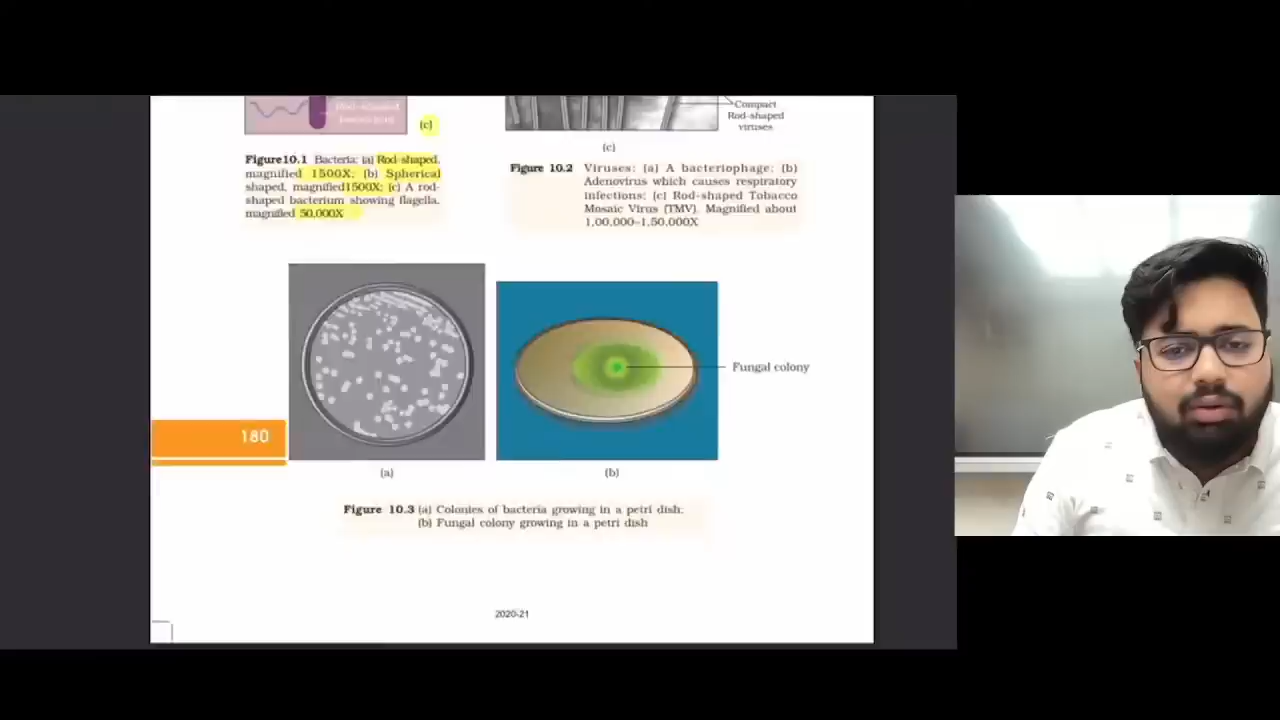 (c)
Figure10.1 Bacteria: (a) Rod-shaped,
magnified 1500X; (b) Spherical
shaped, magnified1500X; (c) A rod-
shaped bacterium showing flagella,
magnified 50,000X
Compact
Rod-shaped
viruses
(c)
Figure 10.2 Viruses: (a) A bacteriophage; (b)
Adenovirus which causes respiratory
infections; (c) Rod-shaped Tobacco
Mosaic Virus (TMV). Magnified about
1,00,000–1,50,000X
Fungal colony
180
(a)
(b)
Figure 10.3 (a) Colonies of bacteria growing in a petri dish;
(b) Fungal colony growing in a petri dish
2020-21